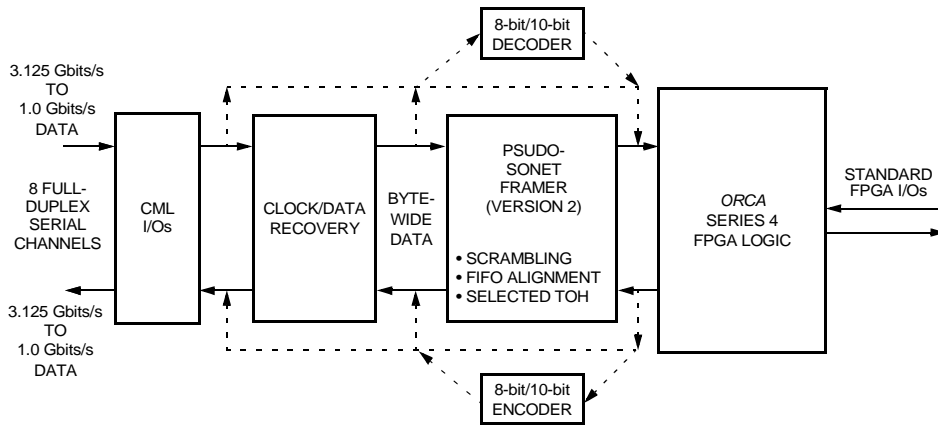 8-bit/10-bit
DECODER
3.125 Gbits/s
TO
1.0 Gbits/s
DATA
8 FULL-
DUPLEX
SERIAL
CHANNELS
3.125 Gbits/s
TO
1.0 Gbits/s
DATA
CML
I/Os
CLOCK/DATA
RECOVERY
BYTE-
WIDE
DATA
PSUDO-
SONET
FRAMER
(VERSION 2)
• SCRAMBLING
• FIFO ALIGNMENT
• SELECTED TOH
ORCA
SERIES 4
FPGA LOGIC
STANDARD
FPGA I/Os
8-bit/10-bit
ENCODER